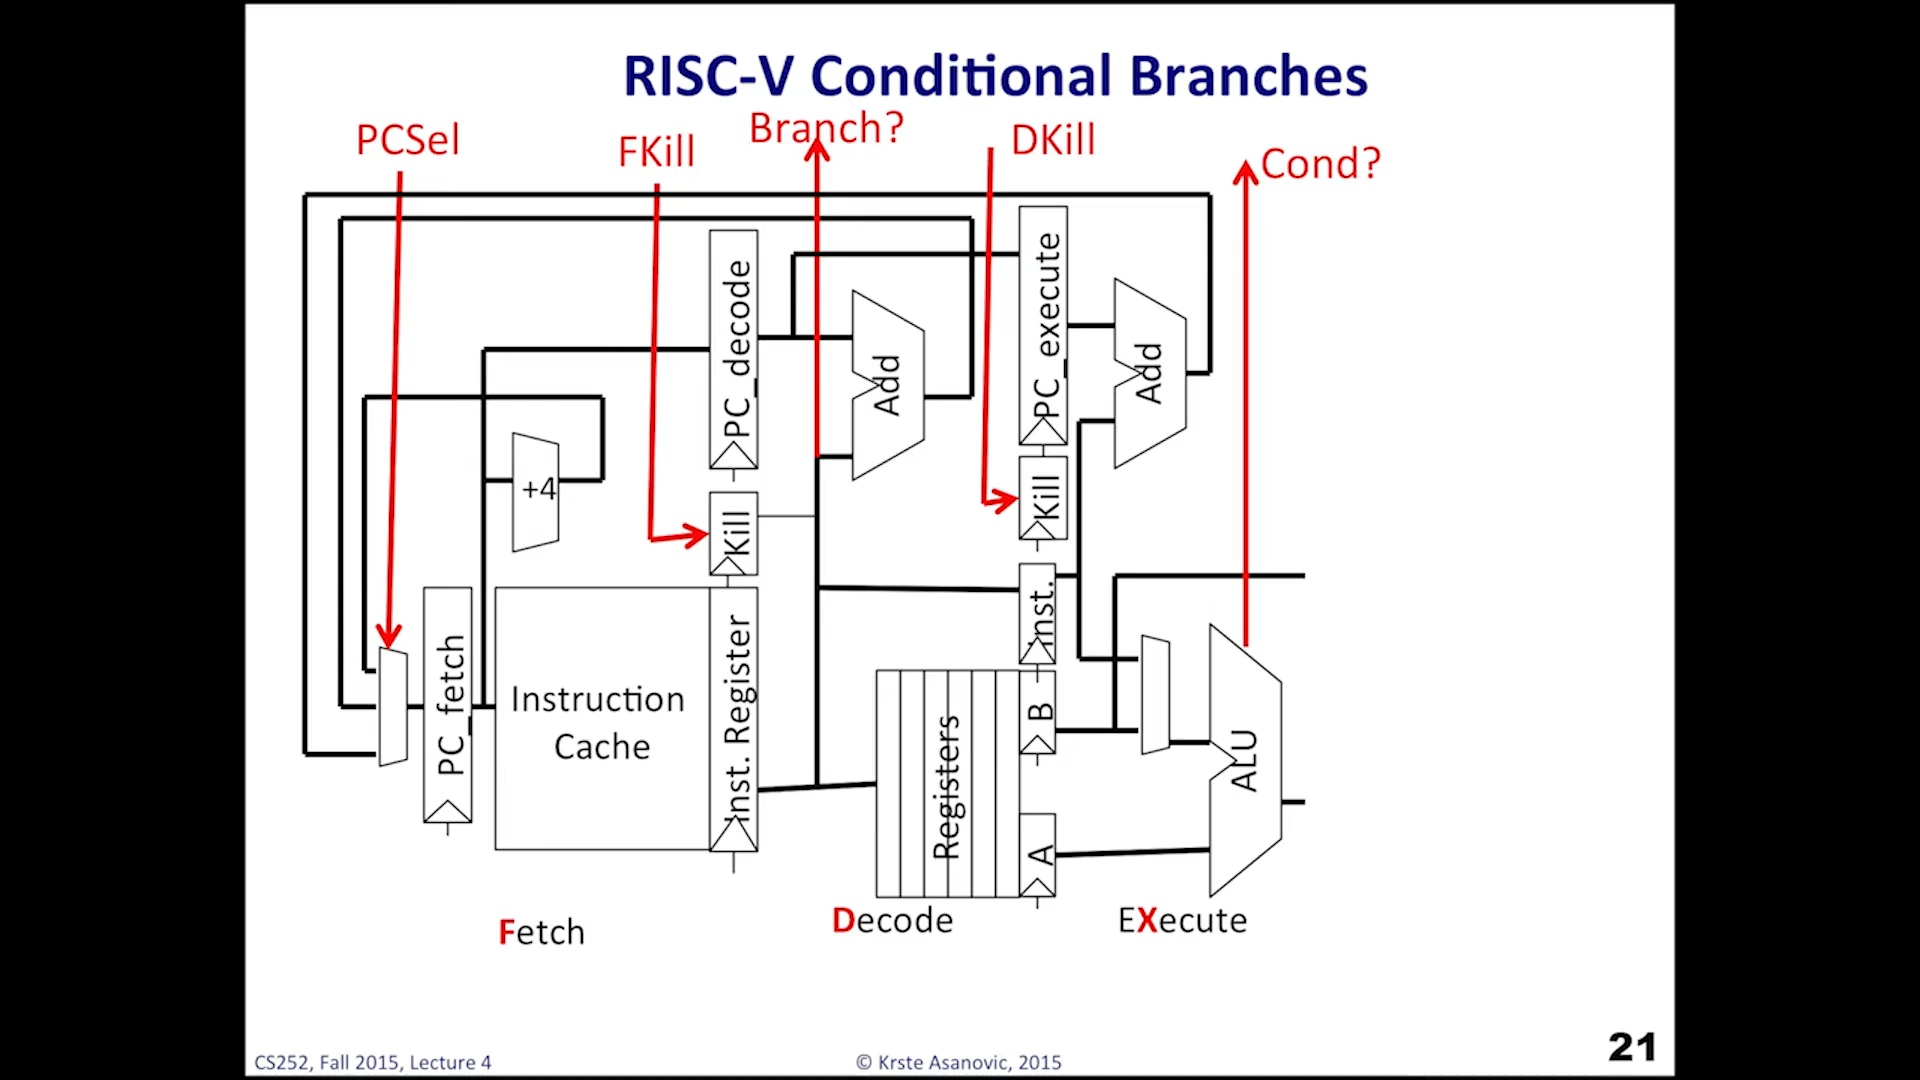 RISC-V Conditional Branches
PCSel
FKill
Branch?
DKill
Cond?
PC_decode
Add
PC_execute
Add
+4
Kill
Kill
PC_fetch
Instruction
Cache
Inst. Register
Registers
Inst.
B
A
ALU
Fetch
Decode
EXecute
CS252, Fall 2015, Lecture 4
© Krste Asanovic, 2015
21